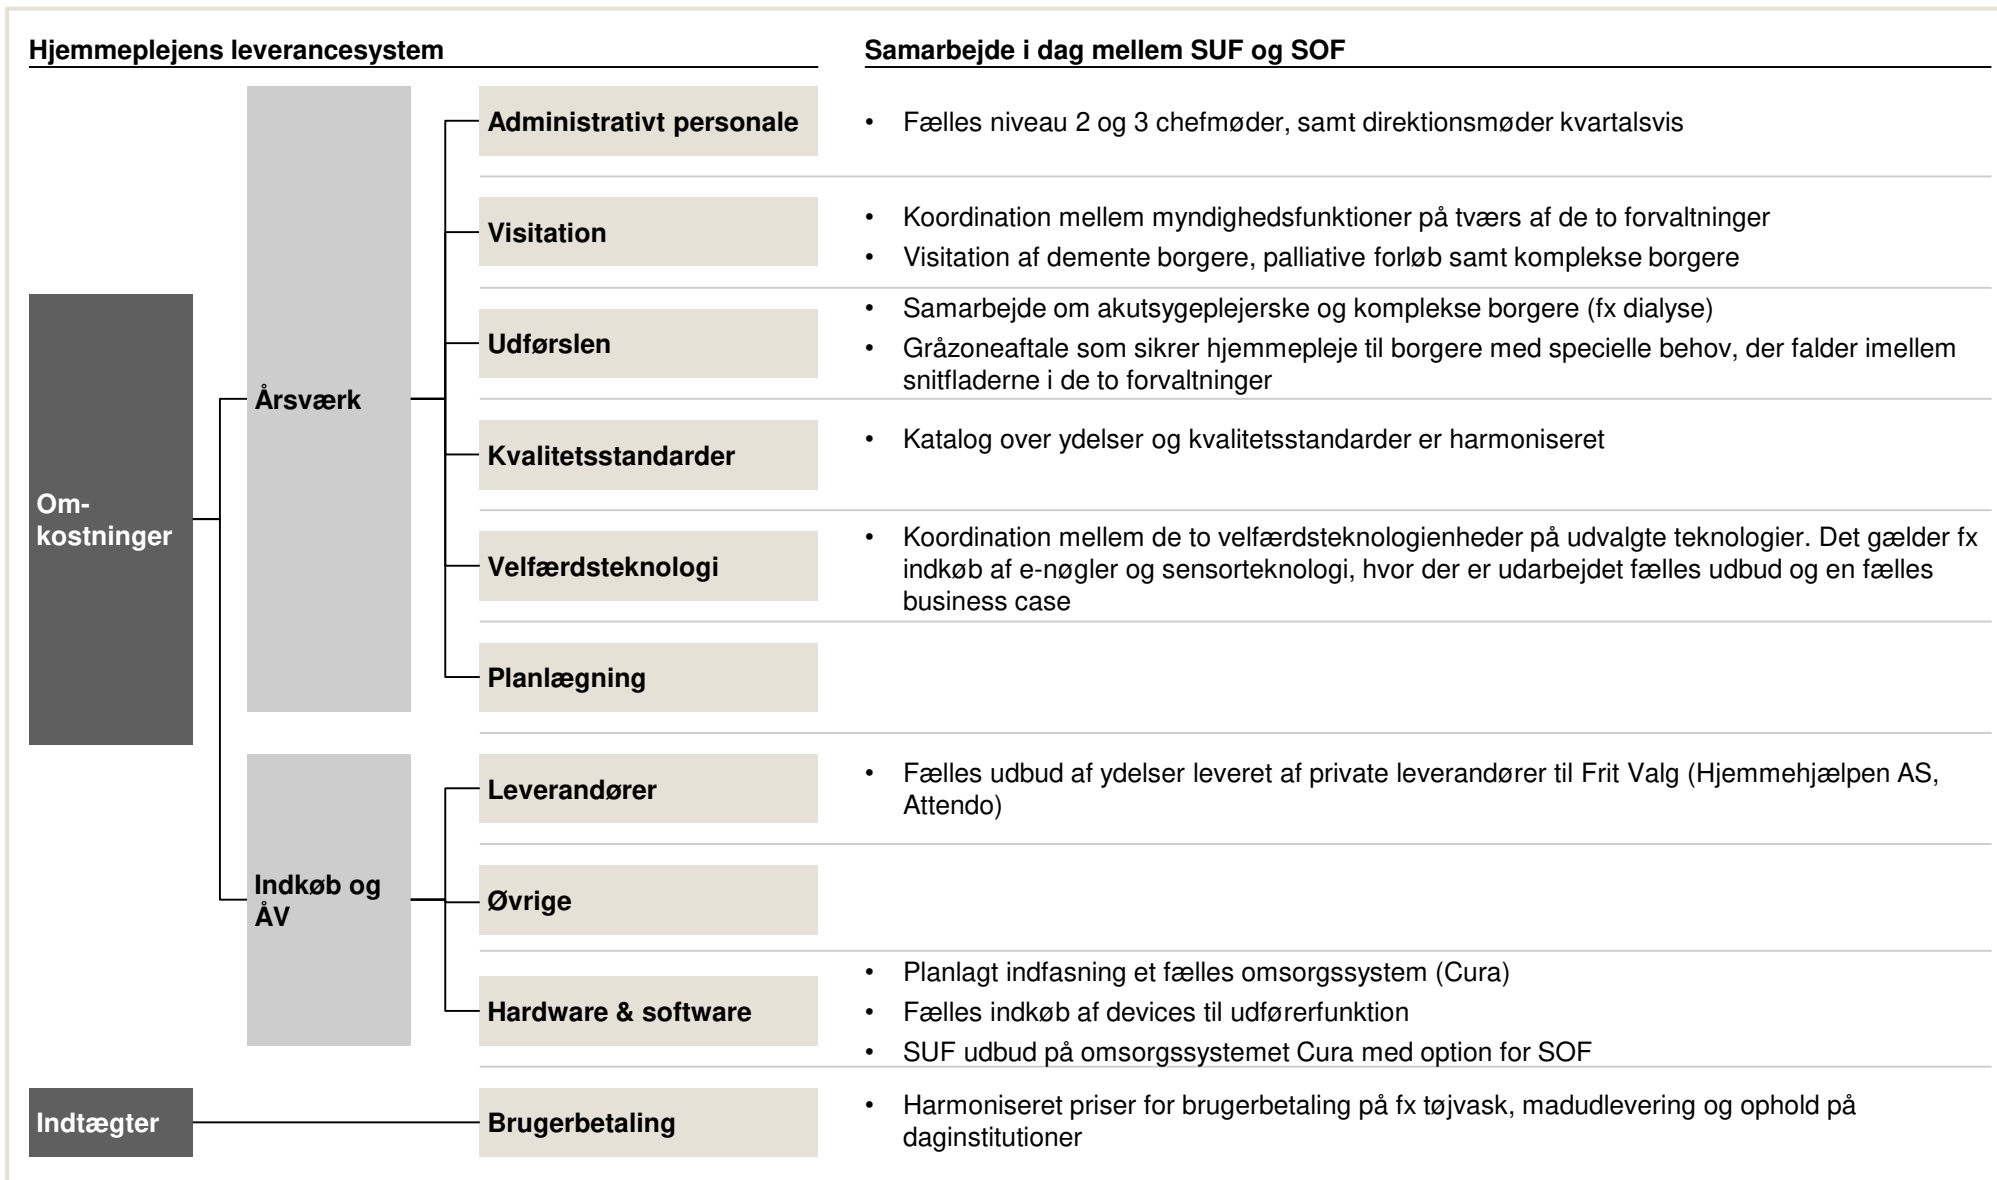 Hjemmeplejens leverancesystem
Samarbejde i dag mellem SUF og SOF
Om-
kostninger
Årsværk
Administrativt personale
• Fælles niveau 2 og 3 chefmøder, samt direktionsmøder kvartalsvis
Visitation
• Koordination mellem myndighedsfunktioner på tværs af de to forvaltninger
• Visitation af demente borgere, palliative forløb samt komplekse borgere
Udførslen
• Samarbejde om akutsygeplejerske og komplekse borgere (fx dialyse)
• Gråzoneaftale som sikrer hjemmepleje til borgere med specielle behov, der falder imellem
snitfladerne i de to forvaltninger
Kvalitetsstandarder
• Katalog over ydelser og kvalitetsstandarder er harmoniseret
Velfærdsteknologi
• Koordination mellem de to velfærdsteknologienheder på udvalgte teknologier. Det gælder fx
indkøb af e-nøgler og sensorteknologi, hvor der er udarbejdet fælles udbud og en fælles
business case
Planlægning
Indkøb og
ÅV
Leverandører
• Fælles udbud af ydelser leveret af private leverandører til Frit Valg (Hjemmehjælpen AS,
Attendo)
Øvrige
Hardware & software
• Planlagt indfasning et fælles omsorgssystem (Cura)
• Fælles indkøb af devices til udførerfunktion
• SUF udbud på omsorgssystemet Cura med option for SOF
Indtægter
Brugerbetaling
• Harmoniseret priser for brugerbetaling på fx tøjvask, madudlevering og ophold på
daginstitutioner